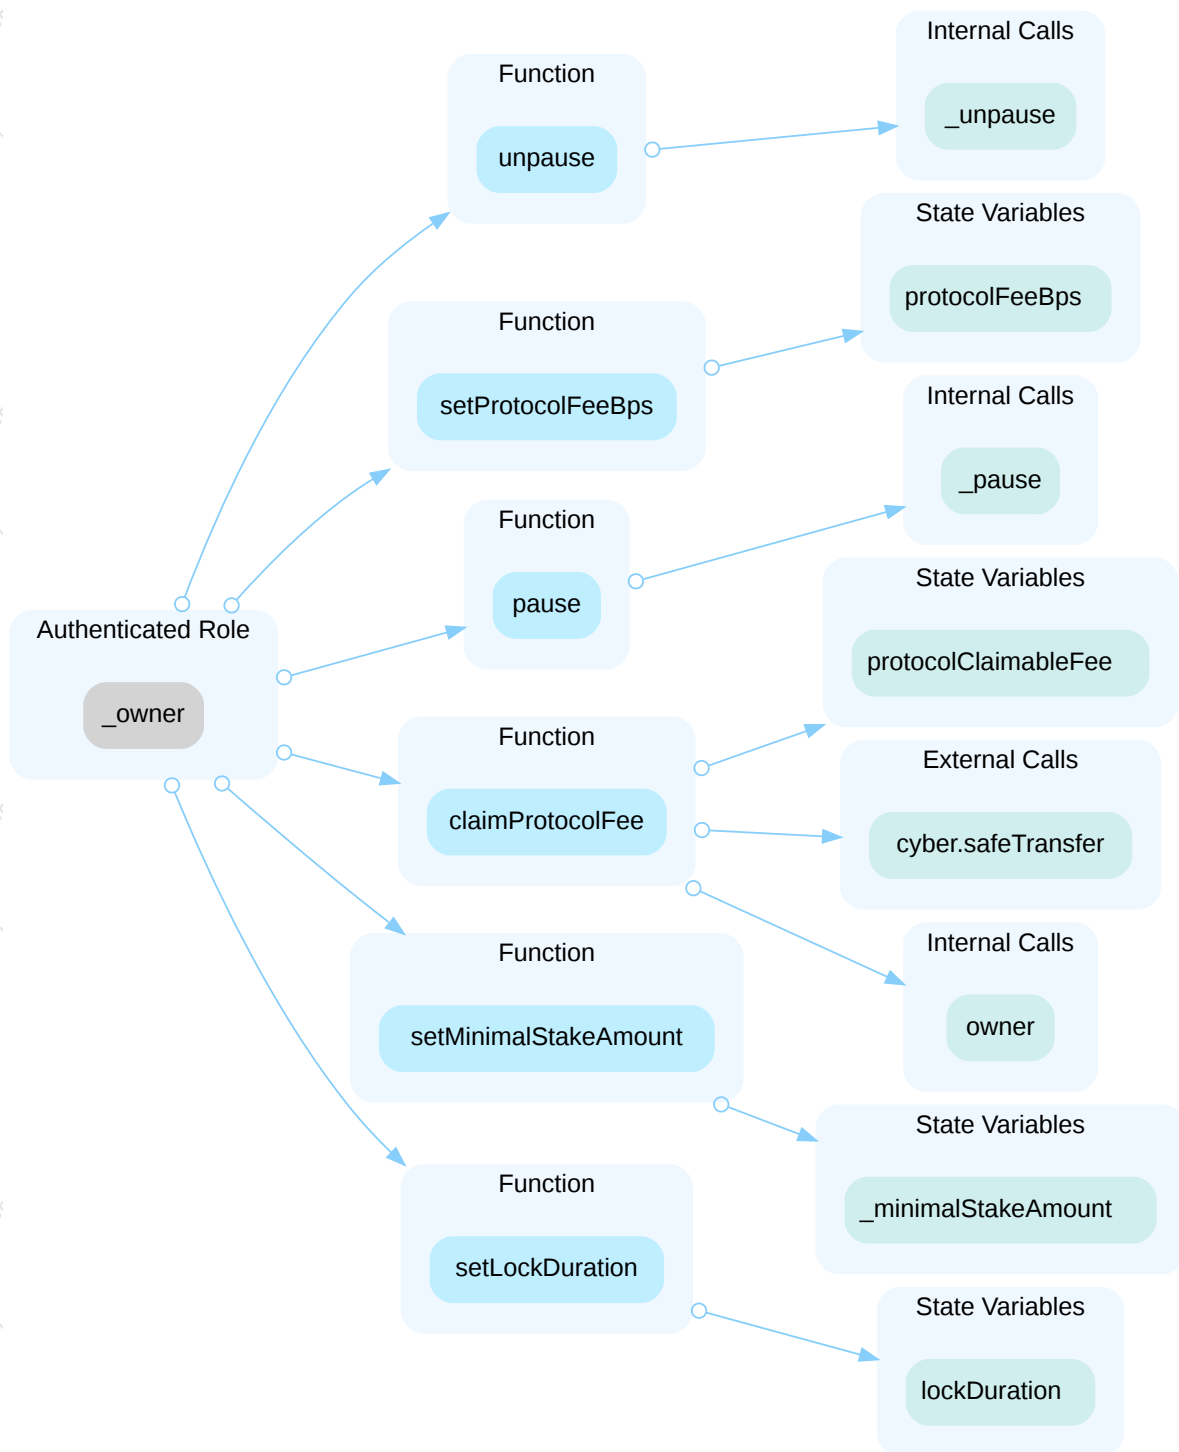 Internal Calls
_unpause
Function
unpause
State Variables
protocolFeeBps
Function
setProtocolFeeBps
Internal Calls
_pause
Function
pause
State Variables
protocolClaimableFee
Authenticated Role
_owner
Function
claimProtocolFee
External Calls
cyber.safeTransfer
Internal Calls
owner
Function
setMinimalStakeAmount
State Variables
_minimalStakeAmount
Function
setLockDuration
State Variables
lockDuration